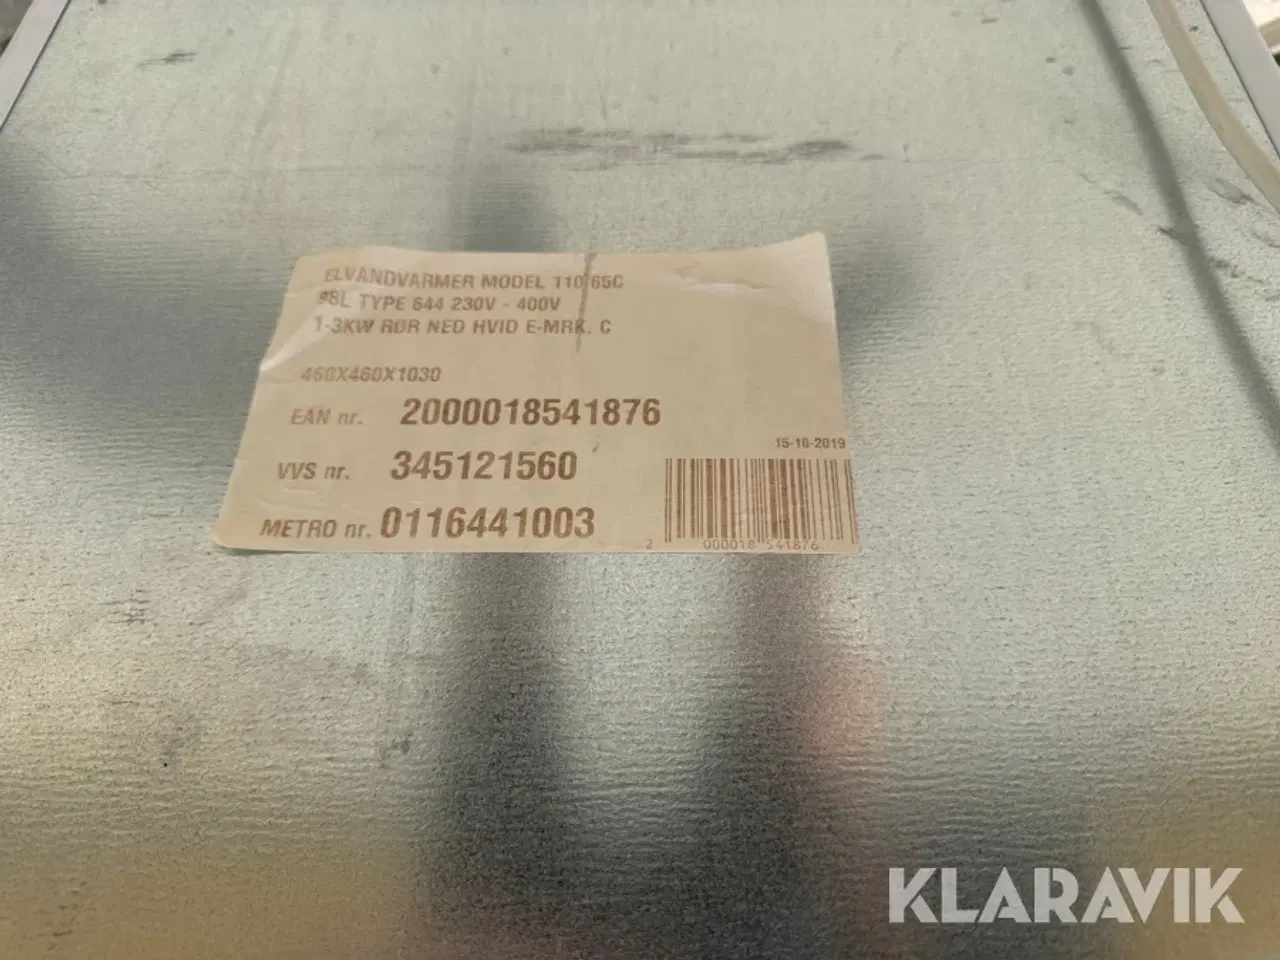 ELVANDVARMER MODEL 110 65C
98L TYPE 644 230V - 400V
1-3KW RØR NED HVID E-MRK. C
460X460X1030
EAN nr. 2000018541876
15-10-2019
VVS nr. 345121560
METRO nr. 0116441003
2 000018 541876
KLARAVIK